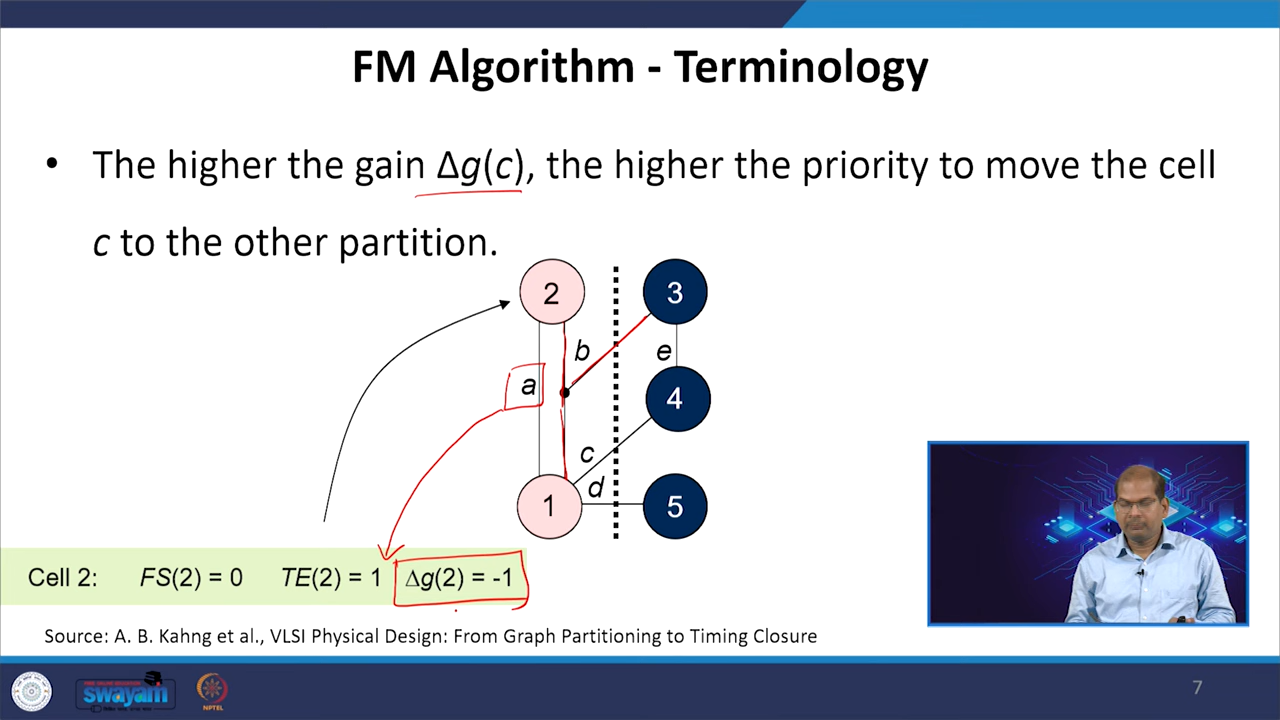 FM Algorithm - Terminology
• The higher the gain Δg(c), the higher the priority to move the cell
c to the other partition.
2
3
b
e
a
4
c
d
1
5
Cell 2: FS(2) = 0 TE(2) = 1 Δg(2) = -1
Source: A. B. Kahng et al., VLSI Physical Design: From Graph Partitioning to Timing Closure
swayam
NPTEL
7